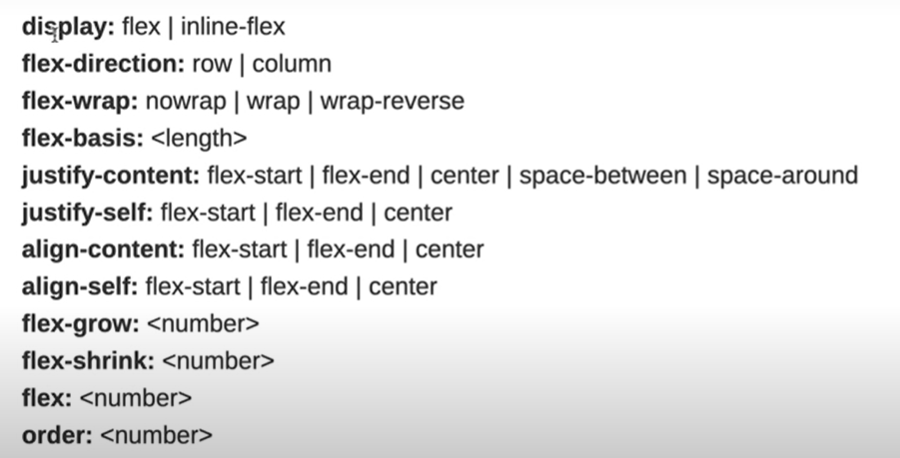 display: flex | inline-flex
flex-direction: row | column
flex-wrap: nowrap | wrap | wrap-reverse
flex-basis: <length>
justify-content: flex-start | flex-end | center | space-between | space-around
justify-self: flex-start | flex-end | center
align-content: flex-start | flex-end | center
align-self: flex-start | flex-end | center
flex-grow: <number>
flex-shrink: <number>
flex: <number>
order: <number>